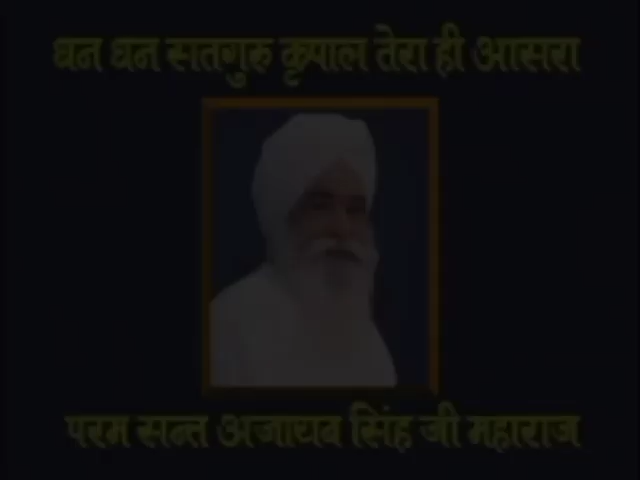 धन धन सतगुरु कृपाल तेरा ही आसरा
परम सन्त अजायब सिंह जी महाराज